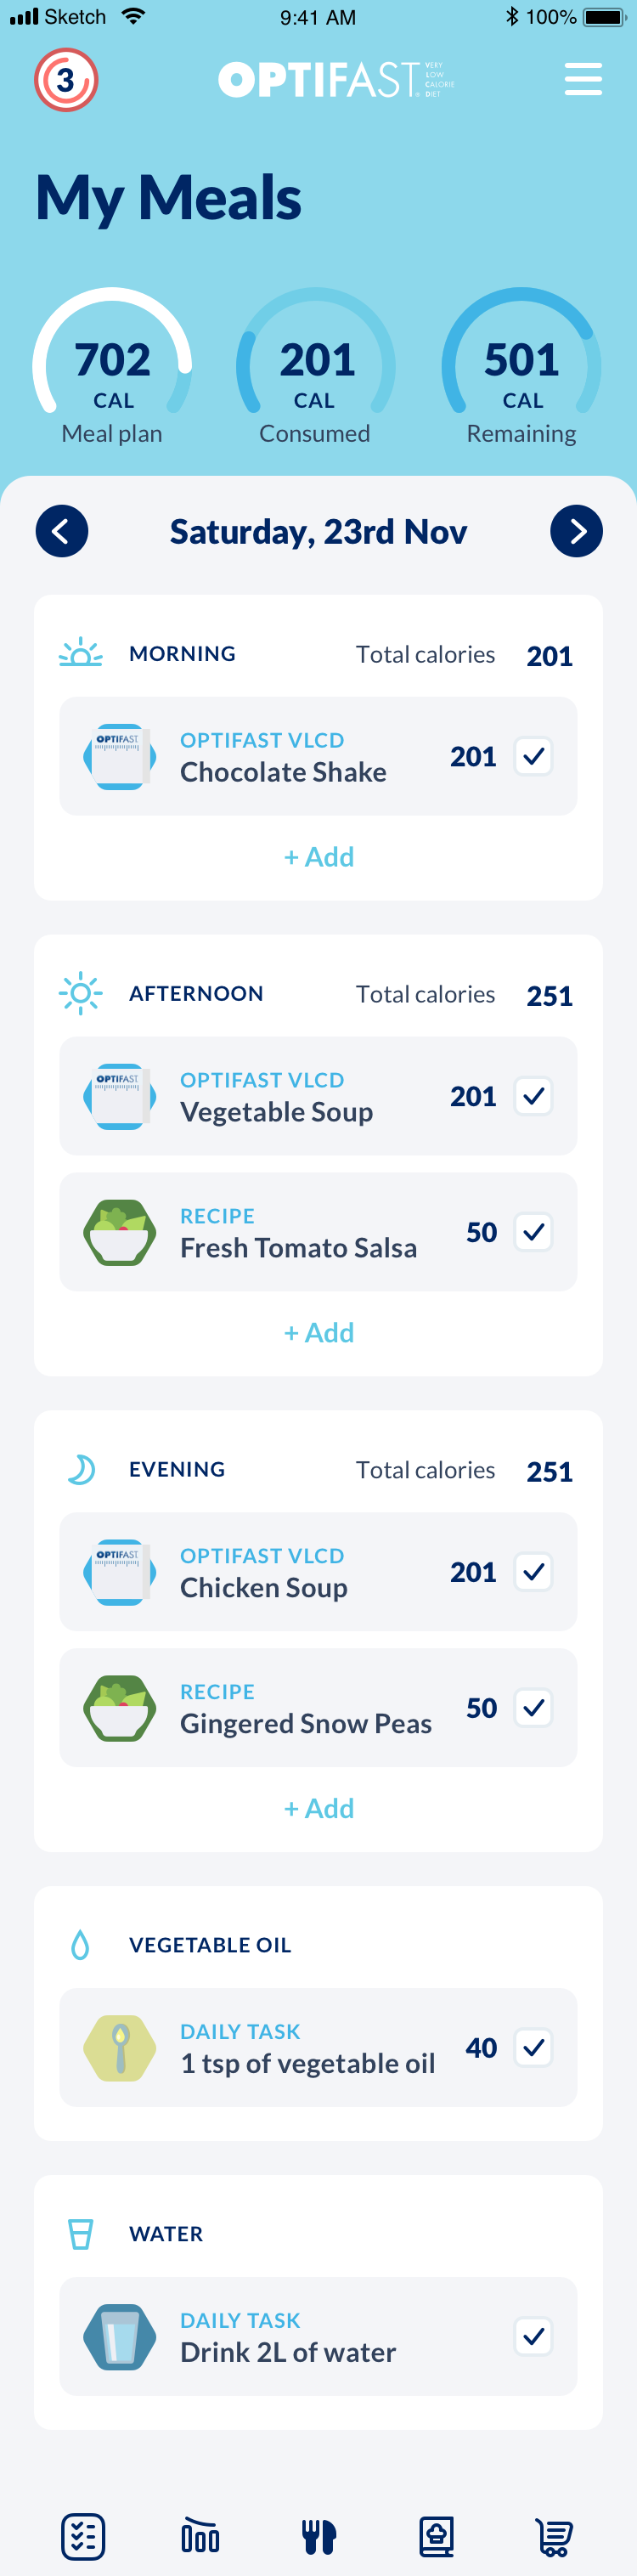 Sketch 9:41 AM 100%
3 OPTIFAST VERY
LOW
CALORIE
DIET
My Meals
702 201 501
CAL CAL CAL
Meal plan Consumed Remaining
Saturday, 23rd Nov
MORNING Total calories 201
OPTIFAST
OPTIFAST VLCD
Chocolate Shake 201
+ Add
AFTERNOON Total calories 251
OPTIFAST
OPTIFAST VLCD
Vegetable Soup 201
RECIPE
Fresh Tomato Salsa 50
+ Add
EVENING Total calories 251
OPTIFAST
OPTIFAST VLCD
Chicken Soup 201
RECIPE
Gingered Snow Peas 50
+ Add
VEGETABLE OIL
DAILY TASK
1 tsp of vegetable oil 40
WATER
DAILY TASK
Drink 2L of water